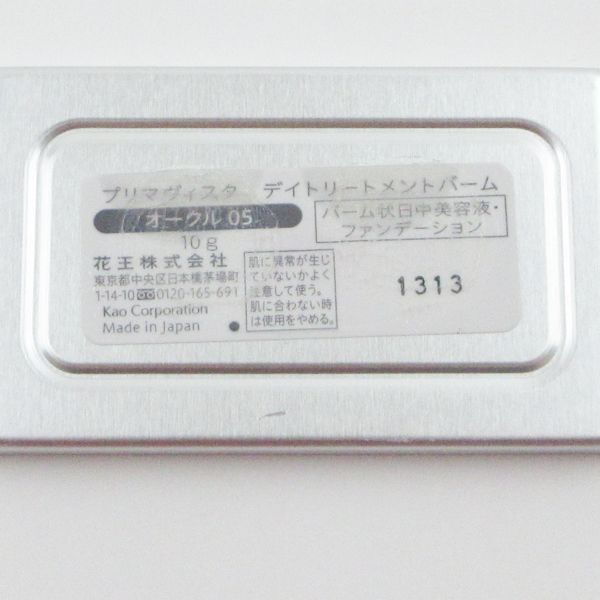 プリマヴィスタ デイトリートメントバーム
オークル 05
10g
バーム状日中美容液・
ファンデーション
花王株式会社
東京都中央区日本橋茅場町
1-14-10 0120-165-691
Kao Corporation
Made in Japan
肌に異常が生じ
ていないかよく
注意して使う。
肌に合わない時
は使用をやめる。
1313